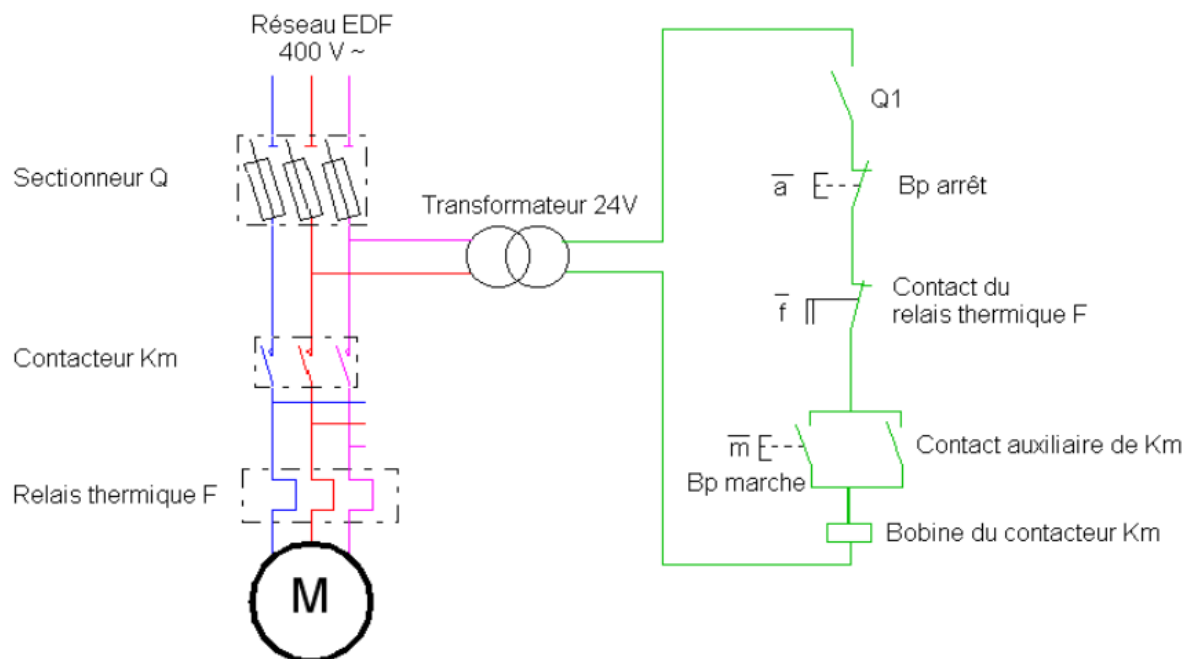 Réseau EDF
400 V ~
Sectionneur Q
Transformateur 24V
Contacteur Km
Relais thermique F
M
Q1
a
Bp arrêt
f
Contact du
relais thermique F
m
Bp marche
Contact auxiliaire de Km
Bobine du contacteur Km